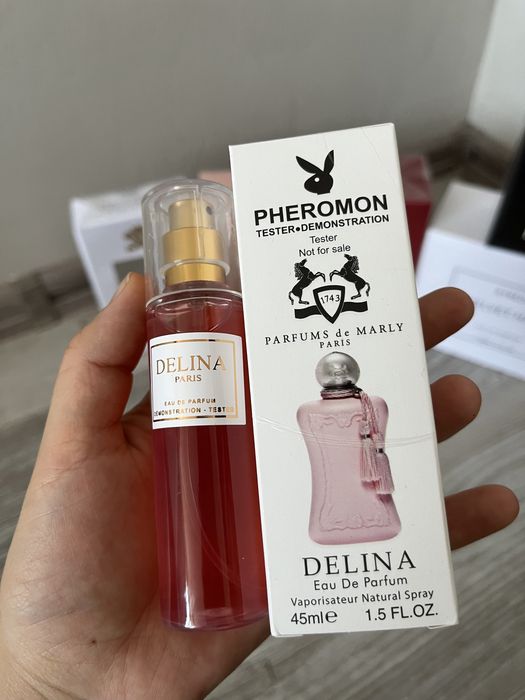 DELINA
PARIS
EAU DE PARFUM
DEMONSTRATION - TESTER
PHEROMON
TESTER●DEMONSTRATION
Tester
Not for sale
1743
PARFUMS de MARLY
PARIS
DELINA
Eau De Parfum
Vaporisateur Natural Spray
45ml℮ 1.5 FL.OZ.